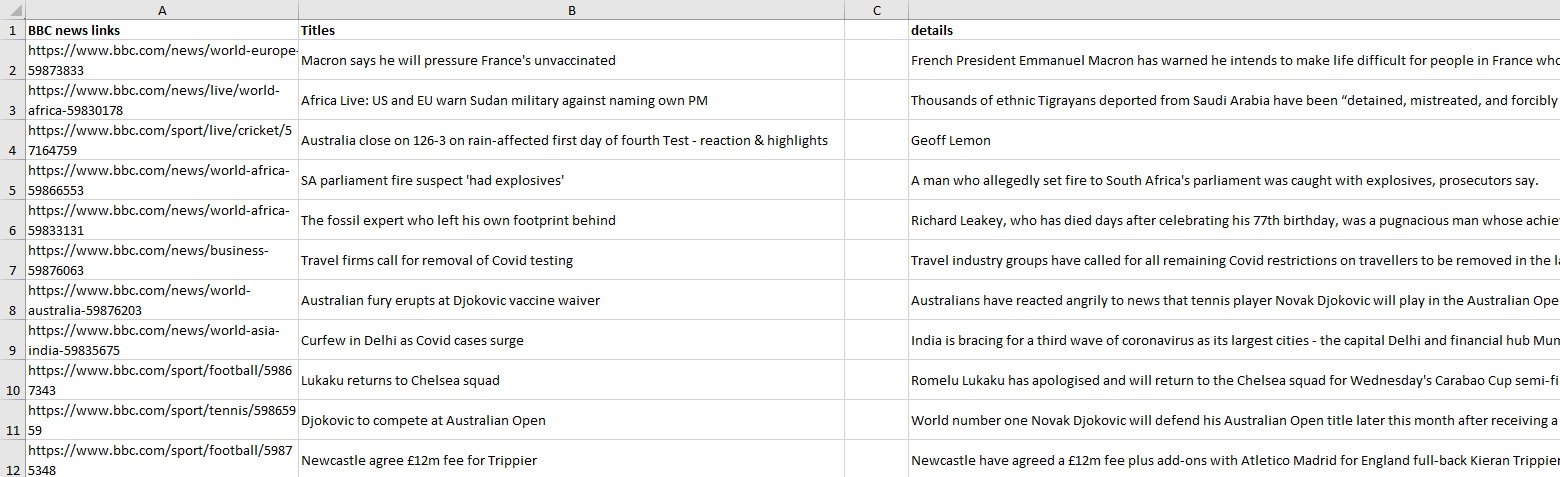 A B C
1 BBC news links Titles details
https://www.bbc.com/news/world-europe-
2 59873833 Macron says he will pressure France's unvaccinated French President Emmanuel Macron has warned he intends to make life difficult for people in France
https://www.bbc.com/news/live/world-
3 africa-59830178 Africa Live: US and EU warn Sudan military against naming own PM Thousands of ethnic Tigrayans deported from Saudi Arabia have been “detained, mistreated, and forcibly
https://www.bbc.com/sport/live/cricket/5
4 7164759 Australia close on 126-3 on rain-affected first day of fourth Test - reaction & highlights Geoff Lemon
https://www.bbc.com/news/world-africa-
5 59866553 SA parliament fire suspect 'had explosives' A man who allegedly set fire to South Africa's parliament was caught with explosives, prosecutors say.
https://www.bbc.com/news/world-africa-
6 59833131 The fossil expert who left his own footprint behind Richard Leakey, who has died days after celebrating his 77th birthday, was a pugnacious man whose
https://www.bbc.com/news/business-
7 59876063 Travel firms call for removal of Covid testing Travel industry groups have called for all remaining Covid restrictions on travellers to be removed in the
https://www.bbc.com/news/world-
8 australia-59876203 Australian fury erupts at Djokovic vaccine waiver Australians have reacted angrily to news that tennis player Novak Djokovic will play in the Australian
https://www.bbc.com/news/world-asia-
9 india-59835675 Curfew in Delhi as Covid cases surge India is bracing for a third wave of coronavirus as its largest cities - the capital Delhi and financial hub
https://www.bbc.com/sport/football/5986
10 7343 Lukaku returns to Chelsea squad Romelu Lukaku has apologised and will return to the Chelsea squad for Wednesday's Carabao Cup
https://www.bbc.com/sport/tennis/598659
11 59 Djokovic to compete at Australian Open World number one Novak Djokovic will defend his Australian Open title later this month after receiving a
https://www.bbc.com/sport/football/5987
12 5348 Newcastle agree £12m fee for Trippier Newcastle have agreed a £12m fee plus add-ons with Atletico Madrid for England full-back Kieran Trippier